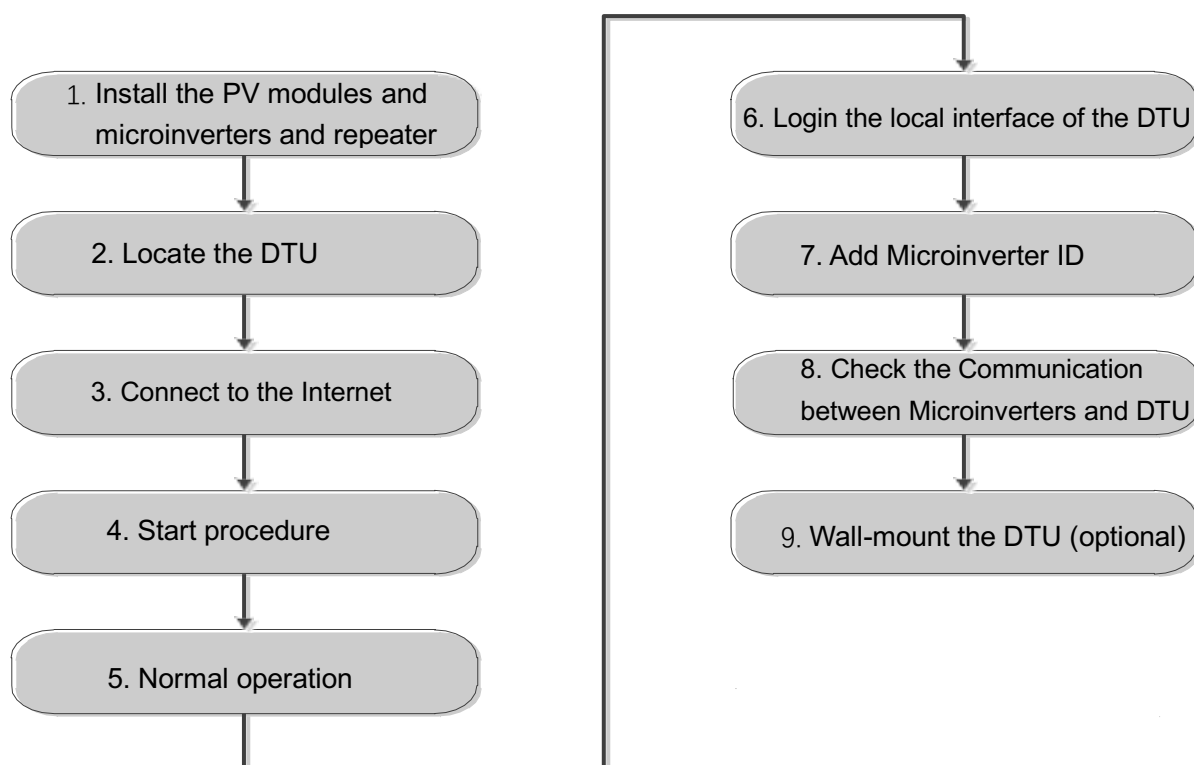 1. Install the PV modules and
microinverters and repeater
2. Locate the DTU
3. Connect to the Internet
4. Start procedure
5. Normal operation
6. Login the local interface of the DTU
7. Add Microinverter ID
8. Check the Communication
between Microinverters and DTU
9. Wall-mount the DTU (optional)